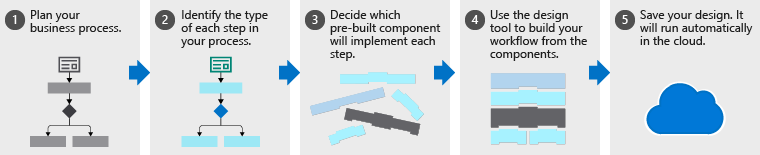 1 Plan your
business process.
2 Identify the type
of each step in
your process.
3 Decide which
pre-built component
will implement each
step.
4 Use the design
tool to build your
workflow from the
components.
5 Save your design. It
will run automatically
in the cloud.